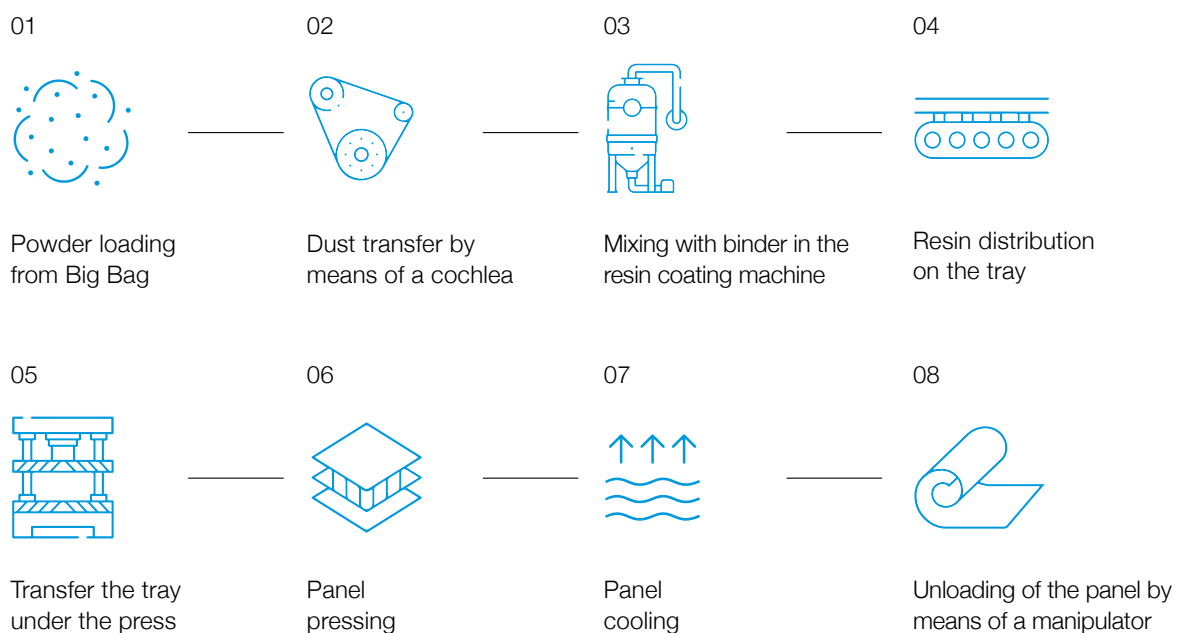 01
02
03
04
Powder loading
from Big Bag
Dust transfer by
means of a cochlea
Mixing with binder in the
resin coating machine
Resin distribution
on the tray
05
06
07
08
Transfer the tray
under the press
Panel
pressing
Panel
cooling
Unloading of the panel by
means of a manipulator